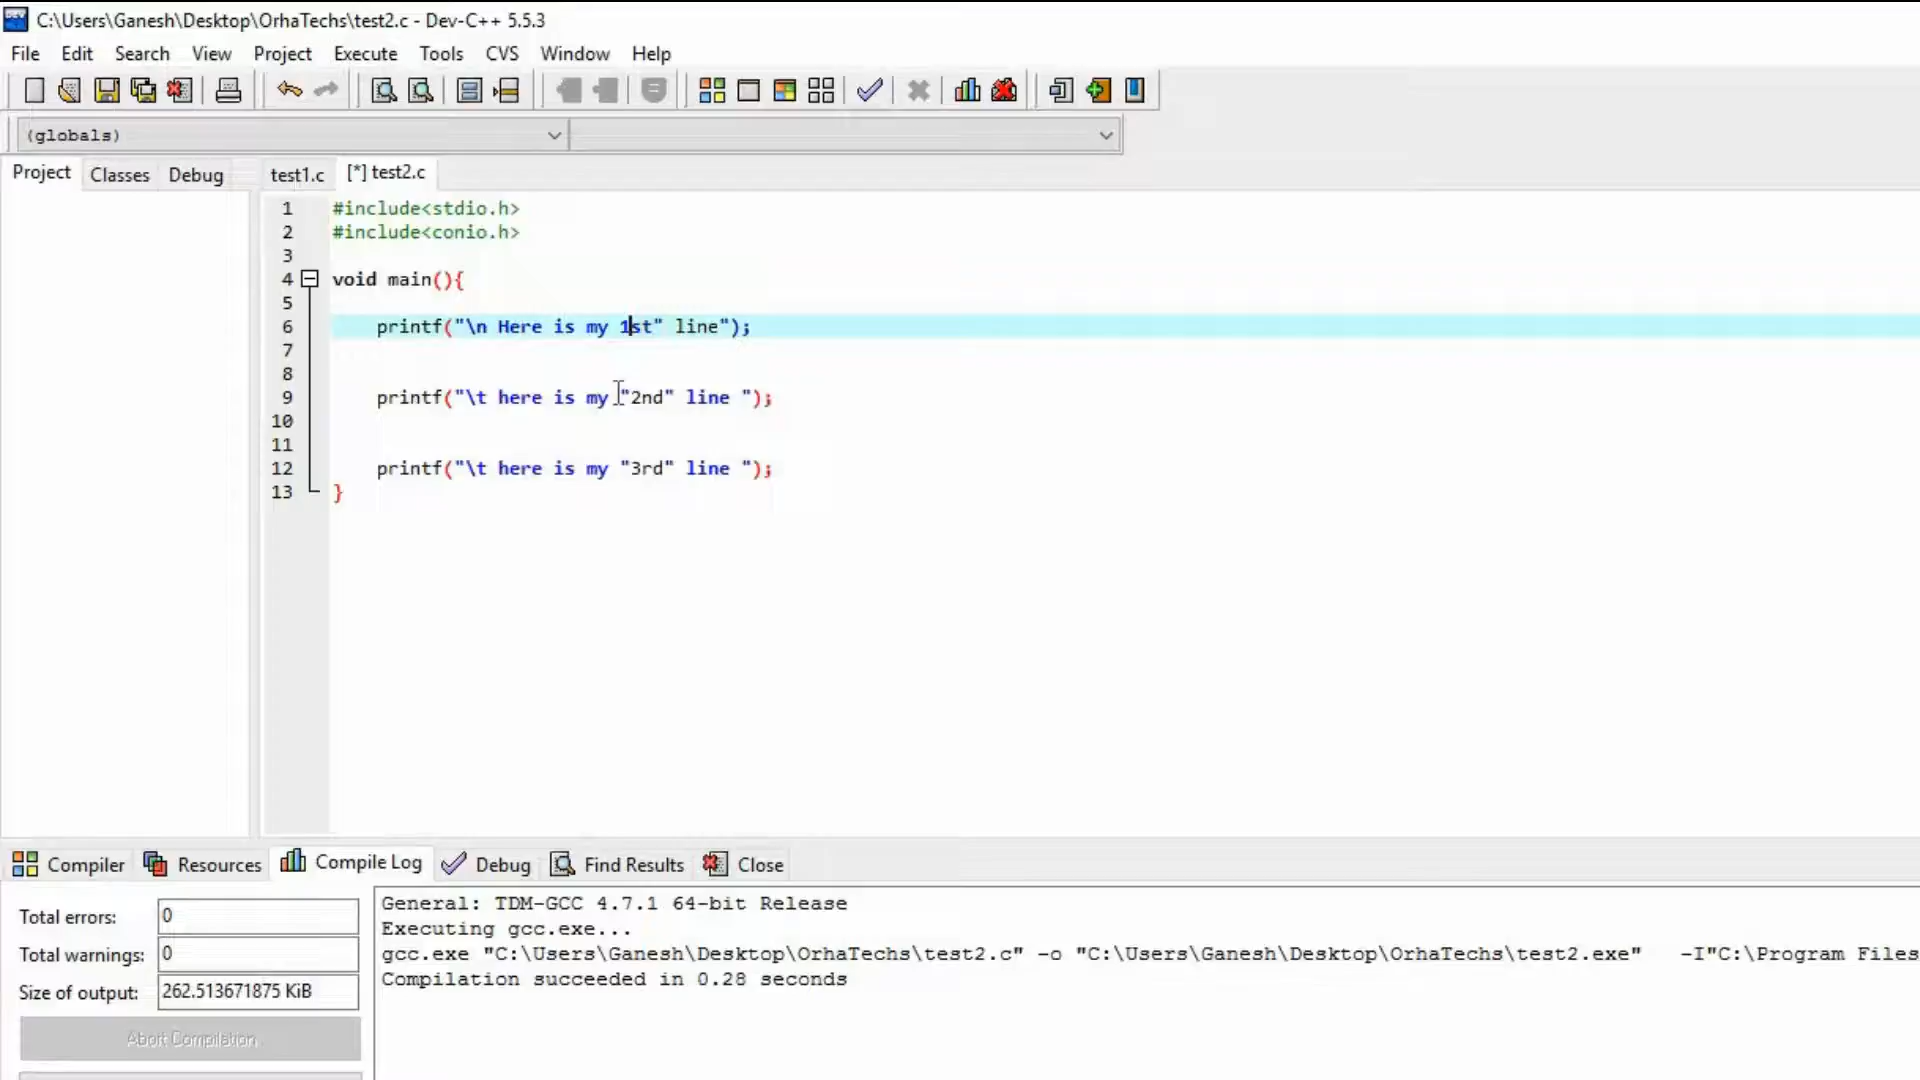 C:\Users\Ganesh\Desktop\OrhaTechs\test2.c - Dev-C++ 5.5.3
File Edit Search View Project Execute Tools CVS Window Help
(globals)
Project Classes Debug test1.c [*] test2.c
1 #include<stdio.h>
2 #include<conio.h>
3
4 void main(){
5
6 printf("\n Here is my 1st" line");
7
8
9 printf("\t here is my "2nd" line ");
10
11
12 printf("\t here is my "3rd" line ");
13 }
Compiler Resources Compile Log Debug Find Results Close
Total errors: 0
Total warnings: 0
Size of output: 262.513671875 KiB
Abort Compilation
General: TDM-GCC 4.7.1 64-bit Release
Executing gcc.exe...
gcc.exe "C:\Users\Ganesh\Desktop\OrhaTechs\test2.c" -o "C:\Users\Ganesh\Desktop\OrhaTechs\test2.exe" -I"C:\Program Files
Compilation succeeded in 0.28 seconds